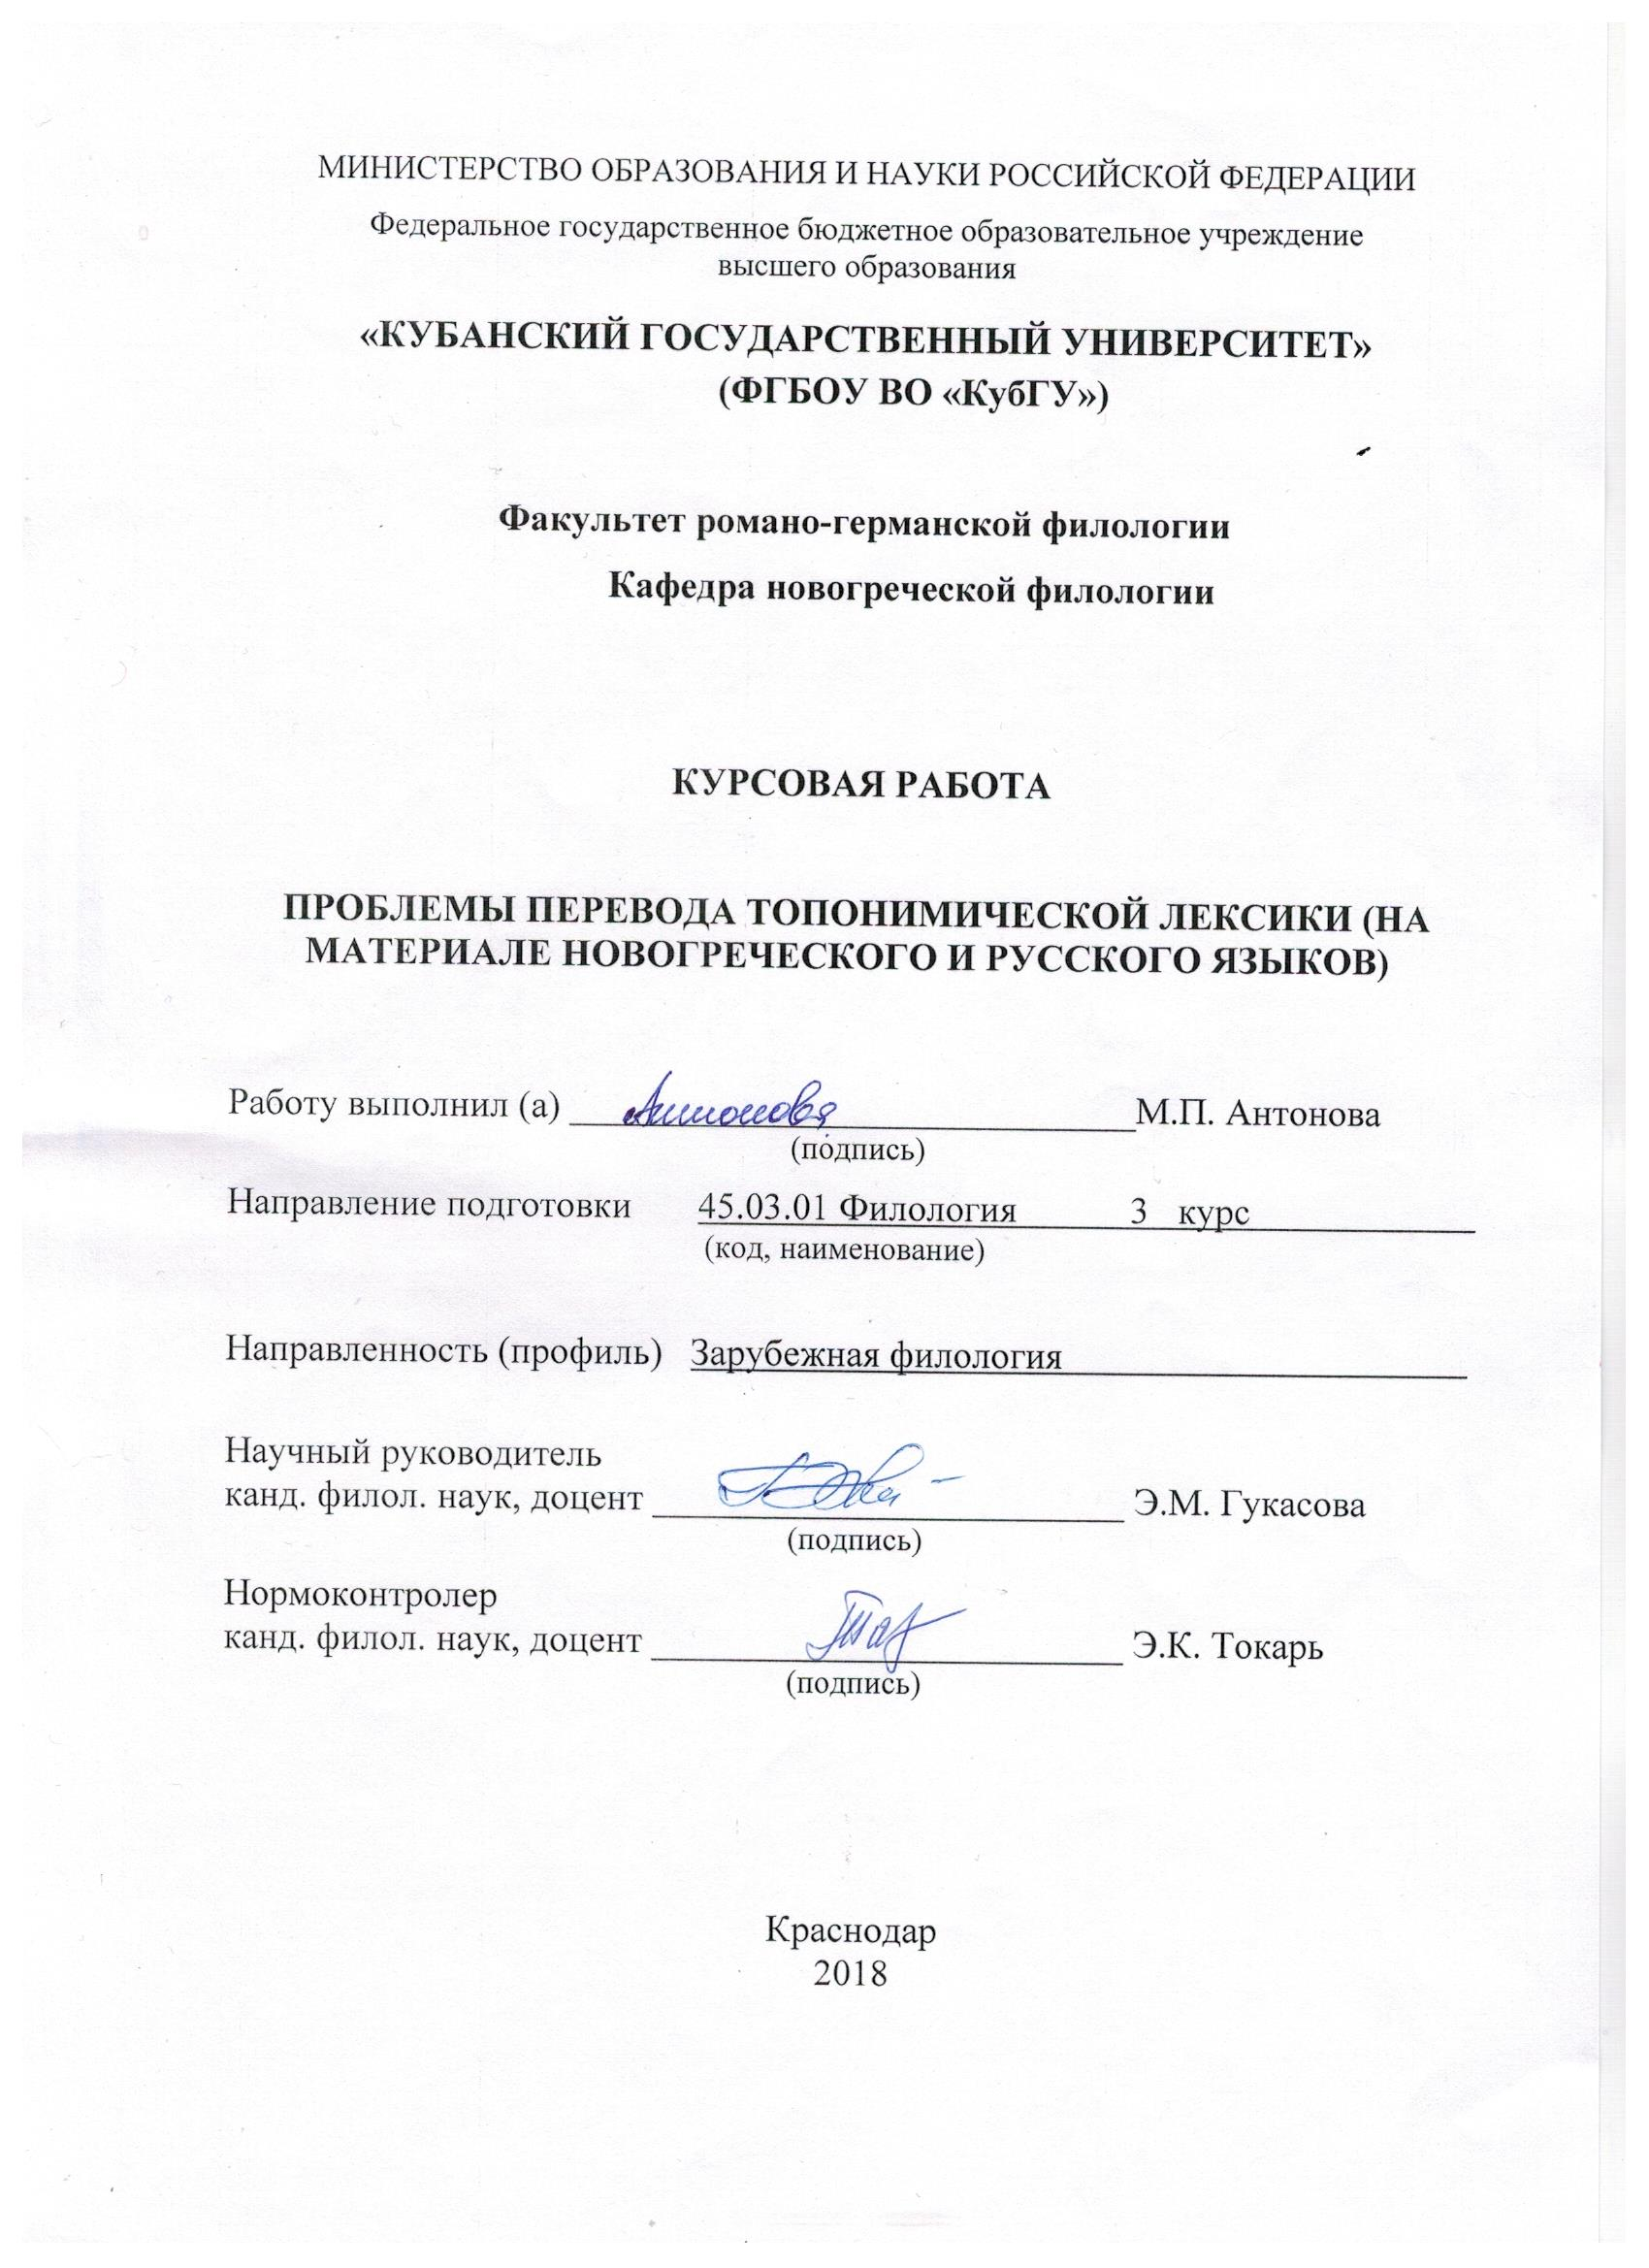 МИНИСТЕРСТВО ОБРАЗОВАНИЯ И НАУКИ РОССИЙСКОЙ ФЕДЕРАЦИИ
Федеральное государственное бюджетное образовательное учреждение
высшего образования
«КУБАНСКИЙ ГОСУДАРСТВЕННЫЙ УНИВЕРСИТЕТ»
(ФГБОУ ВО «КубГУ»)
Факультет романо-германской филологии
Кафедра новогреческой филологии
КУРСОВАЯ РАБОТА
ПРОБЛЕМЫ ПЕРЕВОДА ТОПОНИМИЧЕСКОЙ ЛЕКСИКИ (НА
МАТЕРИАЛЕ НОВОГРЕЧЕСКОГО И РУССКОГО ЯЗЫКОВ)
Работу выполнил (а) Антонова М.П. Антонова
(подпись)
Направление подготовки 45.03.01 Филология 3 курс
(код, наименование)
Направленность (профиль) Зарубежная филология
Научный руководитель
канд. филол. наук, доцент Э.М. Гукасова
(подпись)
Нормоконтролер
канд. филол. наук, доцент Э.К. Токарь
(подпись)
Краснодар
2018